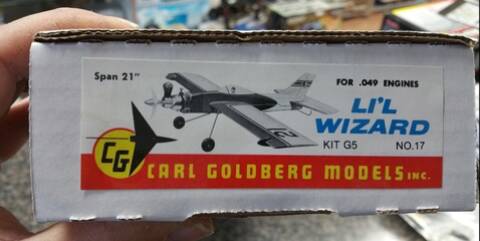 Span 21"
FOR .049 ENGINES
LI'L
WIZARD
KIT G5 NO.17
CG
CARL GOLDBERG MODELS INC.